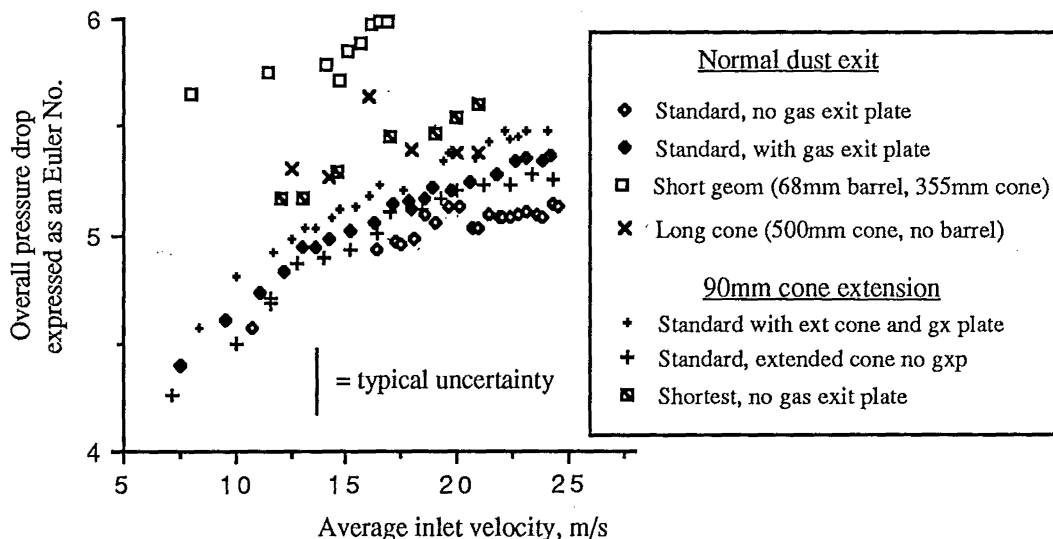 Overall pressure drop
expressed as an Euler No.
6
5
4
5
10
15
20
25
Average inlet velocity, m/s
= typical uncertainty
Normal dust exit
Standard, no gas exit plate
Standard, with gas exit plate
Short geom (68mm barrel, 355mm cone)
Long cone (500mm cone, no barrel)
90mm cone extension
Standard with ext cone and gx plate
Standard, extended cone no gxp
Shortest, no gas exit plate